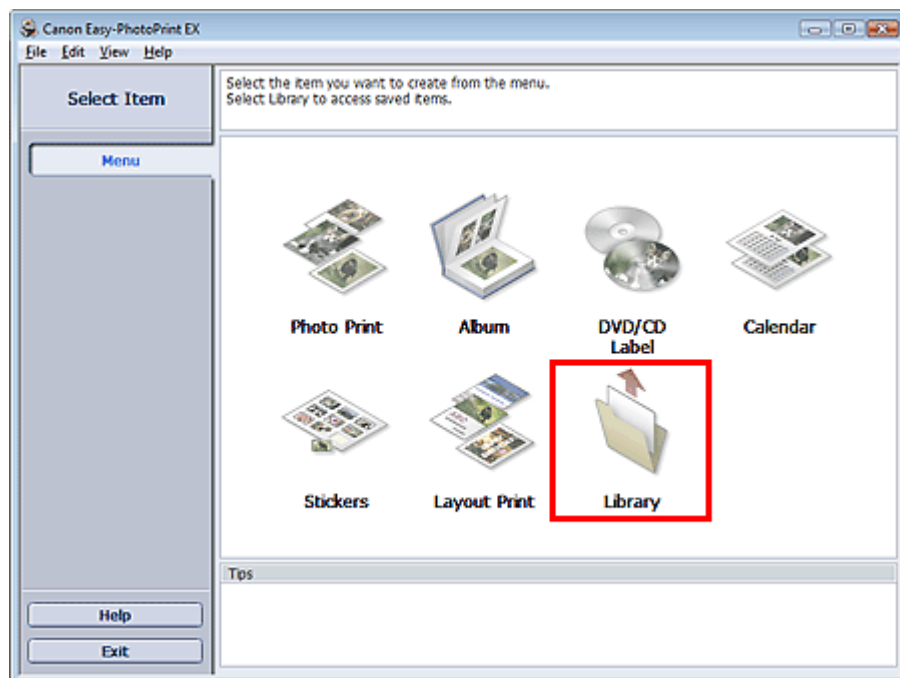 Canon Easy-PhotoPrint EX
File Edit View Help
Select Item
Select the item you want to create from the menu.
Select Library to access saved items.
Menu
Photo Print
Album
DVD/CD
Label
Calendar
Stickers
Layout Print
Library
Tips
Help
Exit